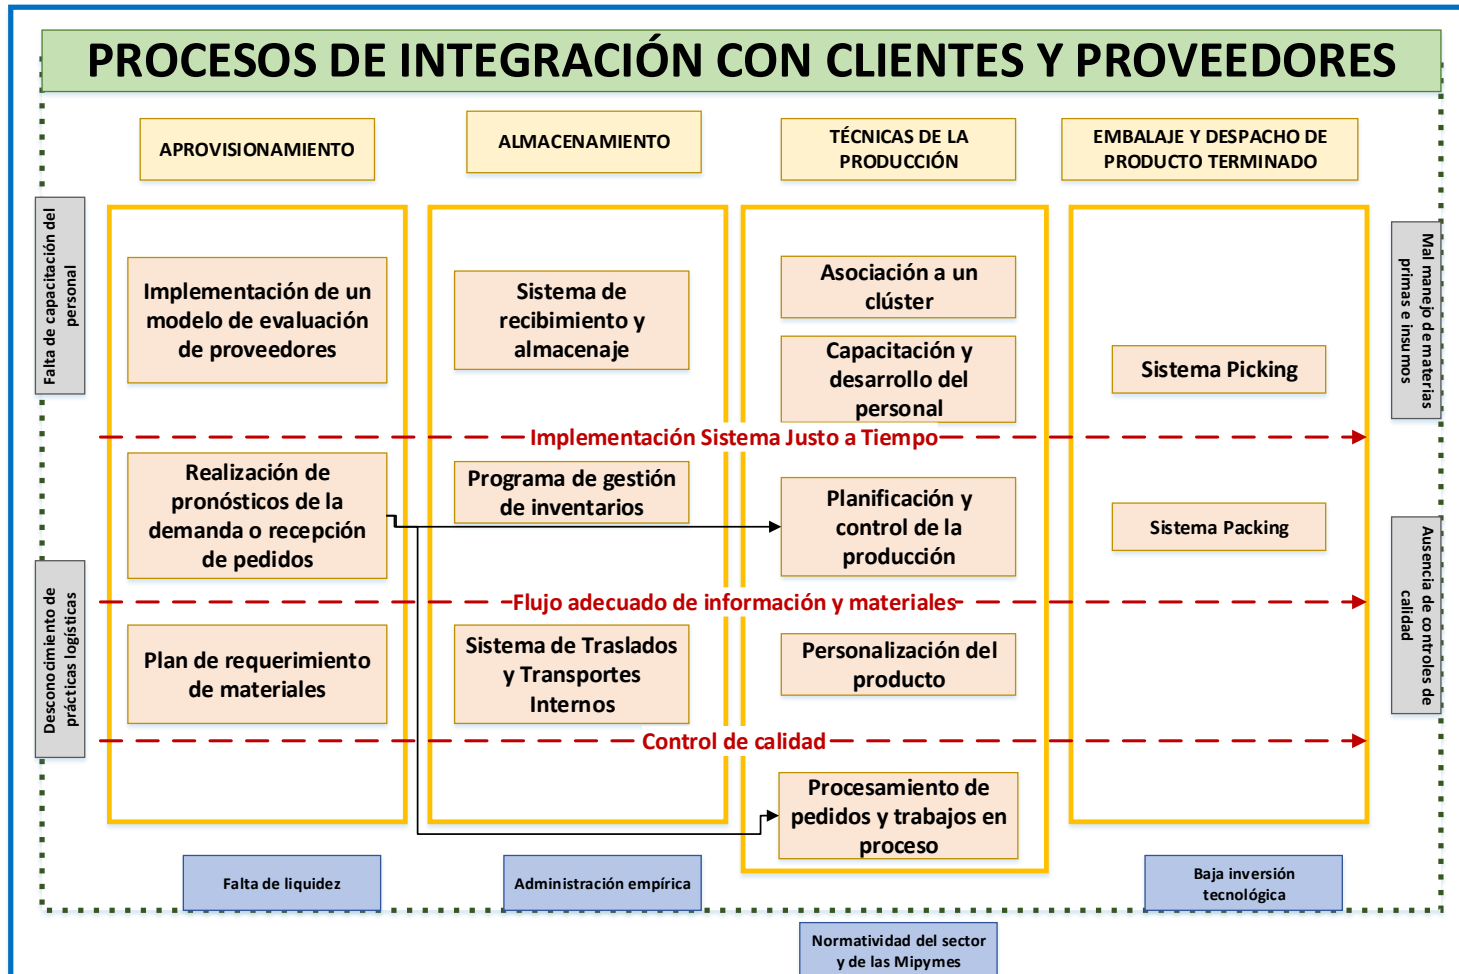 PROCESOS DE INTEGRACIÓN CON CLIENTES Y PROVEEDORES
APROVISIONAMIENTO
ALMACENAMIENTO
TÉCNICAS DE LA
PRODUCCIÓN
EMBALAJE Y DESPACHO DE
PRODUCTO TERMINADO
Falta de capacitación del
personal
Desconocimiento de
prácticas logísticas
Implementación de un
modelo de evaluación
de proveedores
Realización de
pronósticos de la
demanda o recepción
de pedidos
Plan de requerimiento
de materiales
Sistema de
recibimiento y
almacenaje
Programa de gestión
de inventarios
Sistema de Traslados
y Transportes
Internos
Asociación a un
clúster
Capacitación y
desarrollo del
personal
Planificación y
control de la
producción
Personalización del
producto
Procesamiento de
pedidos y trabajos en
proceso
Sistema Picking
Sistema Packing
Implementación Sistema Justo a Tiempo
Flujo adecuado de información y materiales
Control de calidad
Mal manejo de materias
primas e insumos
Ausencia de controles de
calidad
Falta de liquidez
Administración empírica
Normatividad del sector
y de las Mipymes
Baja inversión
tecnológica